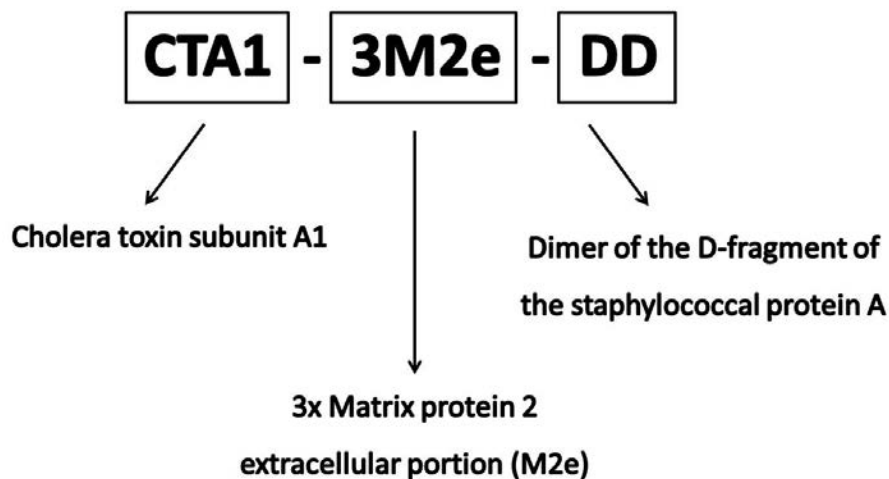 CTA1 - 3M2e - DD
Cholera toxin subunit A1
Dimer of the D-fragment of
the staphylococcal protein A
3x Matrix protein 2
extracellular portion (M2e)